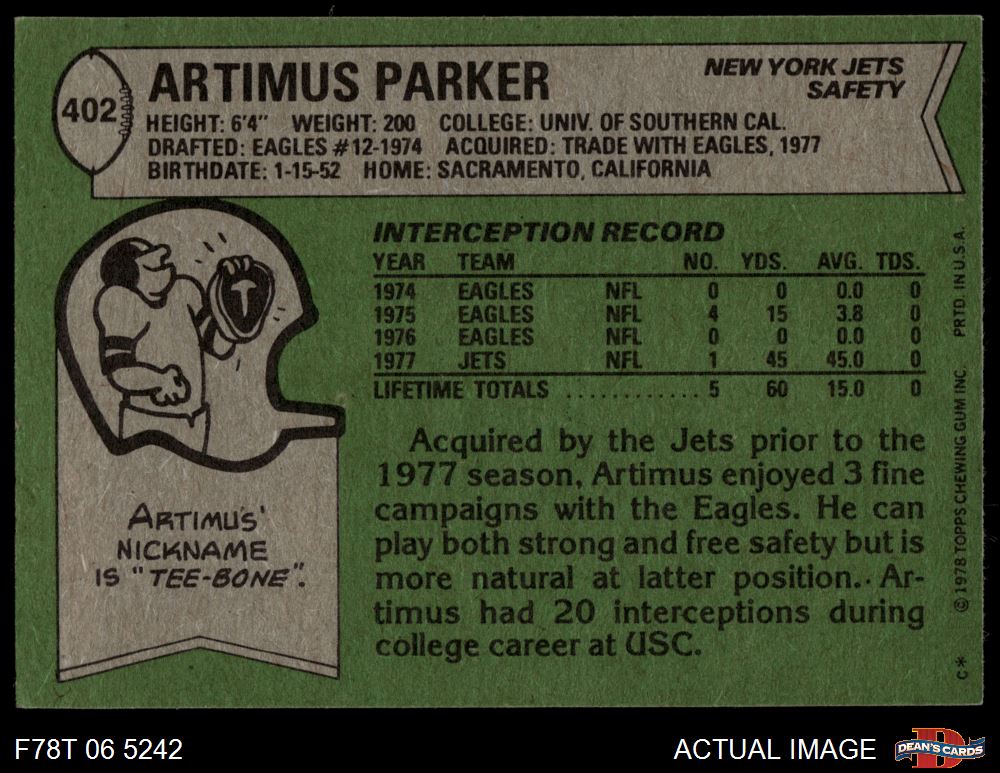 402
ARTIMUS PARKER
NEW YORK JETS
SAFETY
HEIGHT: 6'4" WEIGHT: 200 COLLEGE: UNIV. OF SOUTHERN CAL.
DRAFTED: EAGLES #12-1974 ACQUIRED: TRADE WITH EAGLES, 1977
BIRTHDATE: 1-15-52 HOME: SACRAMENTO, CALIFORNIA
T
ARTIMUS'
NICKNAME
IS "TEE-BONE".
INTERCEPTION RECORD
YEAR TEAM NO. YDS. AVG. TDS.
1974 EAGLES NFL 0 0 0.0 0
1975 EAGLES NFL 4 15 3.8 0
1976 EAGLES NFL 0 0 0.0 0
1977 JETS NFL 1 45 45.0 0
LIFETIME TOTALS ............ 5 60 15.0 0
Acquired by the Jets prior to the
1977 season, Artimus enjoyed 3 fine
campaigns with the Eagles. He can
play both strong and free safety but is
more natural at latter position.. Ar-
timus had 20 interceptions during
college career at USC.
C* ©1978 TOPPS CHEWING GUM INC. PRTD. IN U.S.A.
F78T 06 5242
ACTUAL IMAGE
D
DEAN'S CARDS